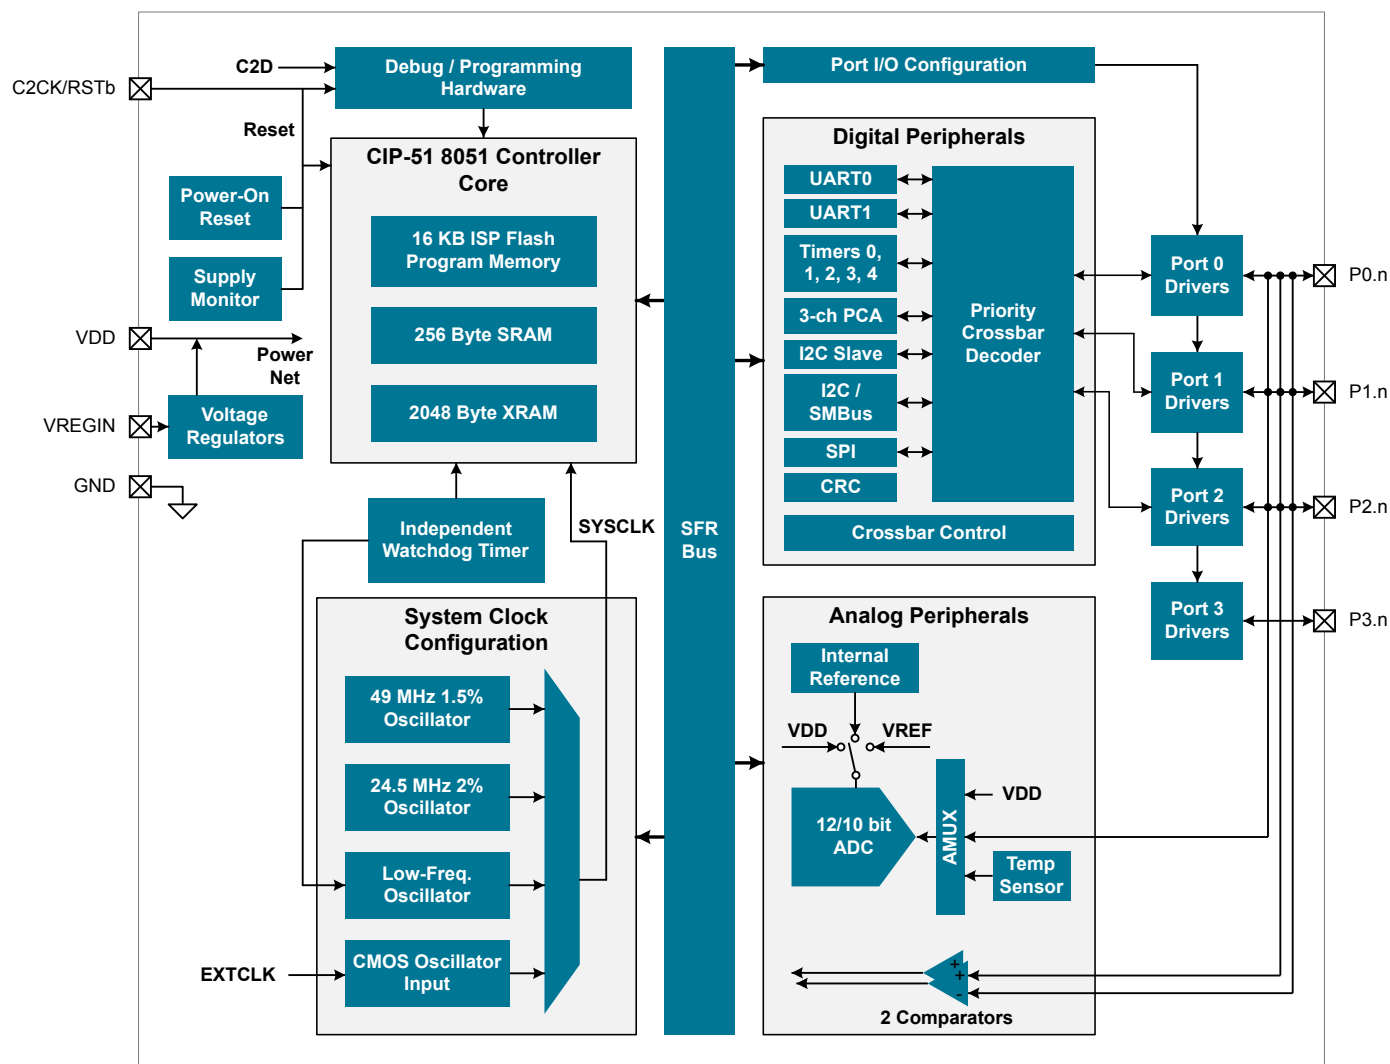 C2CK/RSTb
C2D
Debug / Programming
Hardware
Reset
Power-On
Reset
Supply
Monitor
VDD
Power
Net
VREGIN
Voltage
Regulators
GND
CIP-51 8051 Controller
Core
16 KB ISP Flash
Program Memory
256 Byte SRAM
2048 Byte XRAM
Independent
Watchdog Timer
SYSCLK
System Clock
Configuration
49 MHz 1.5%
Oscillator
24.5 MHz 2%
Oscillator
Low-Freq.
Oscillator
EXTCLK
CMOS Oscillator
Input
SFR
Bus
Port I/O Configuration
Digital Peripherals
UART0
UART1
Timers 0,
1, 2, 3, 4
3-ch PCA
I2C Slave
I2C /
SMBus
SPI
CRC
Priority
Crossbar
Decoder
Crossbar Control
Port 0
Drivers
P0.n
Port 1
Drivers
P1.n
Port 2
Drivers
P2.n
Port 3
Drivers
P3.n
Analog Peripherals
Internal
Reference
VDD
VREF
12/10 bit
ADC
AMUX
VDD
Temp
Sensor
+
+
-
2 Comparators